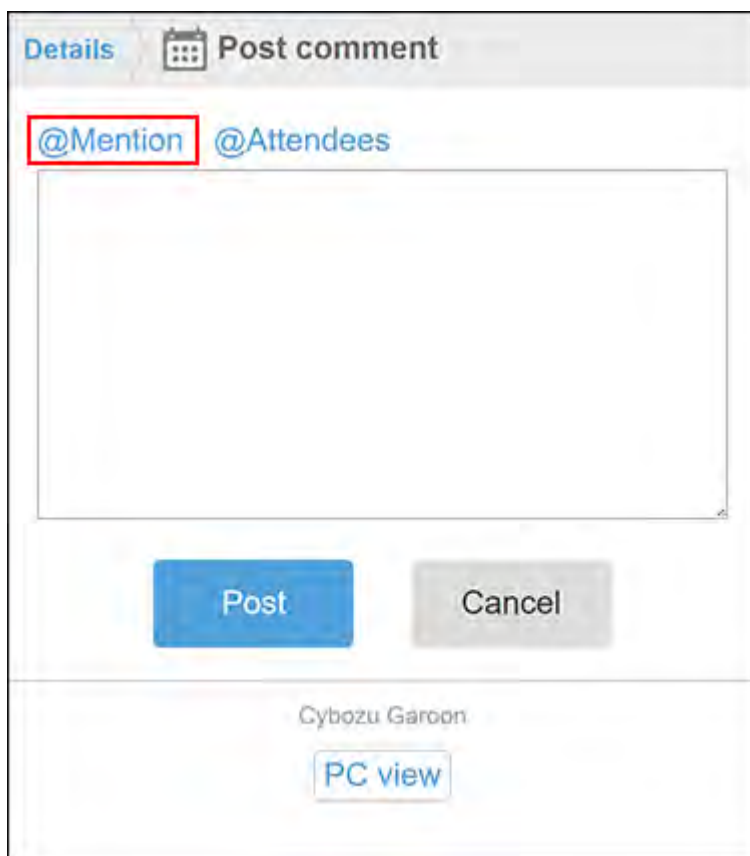 Details Post comment
@Mention @Attendees
Post Cancel
Cybozu Garoon
PC view